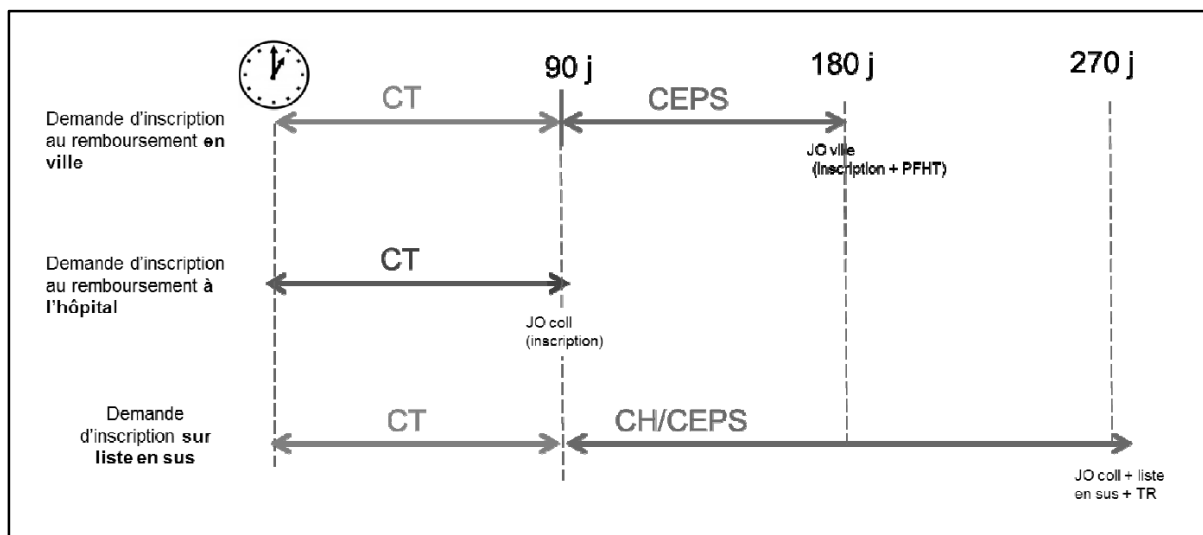 90 j
180 j
270 j
CT
CEPS
Demande d'inscription
au remboursement en
ville
JO ville
(Inscription + PFHT)
Demande d'inscription
au remboursement à
l'hôpital
CT
JO coll
(inscription)
Demande
d'inscription sur
liste en sus
CT
CH/CEPS
JO coll + liste
en sus + TR